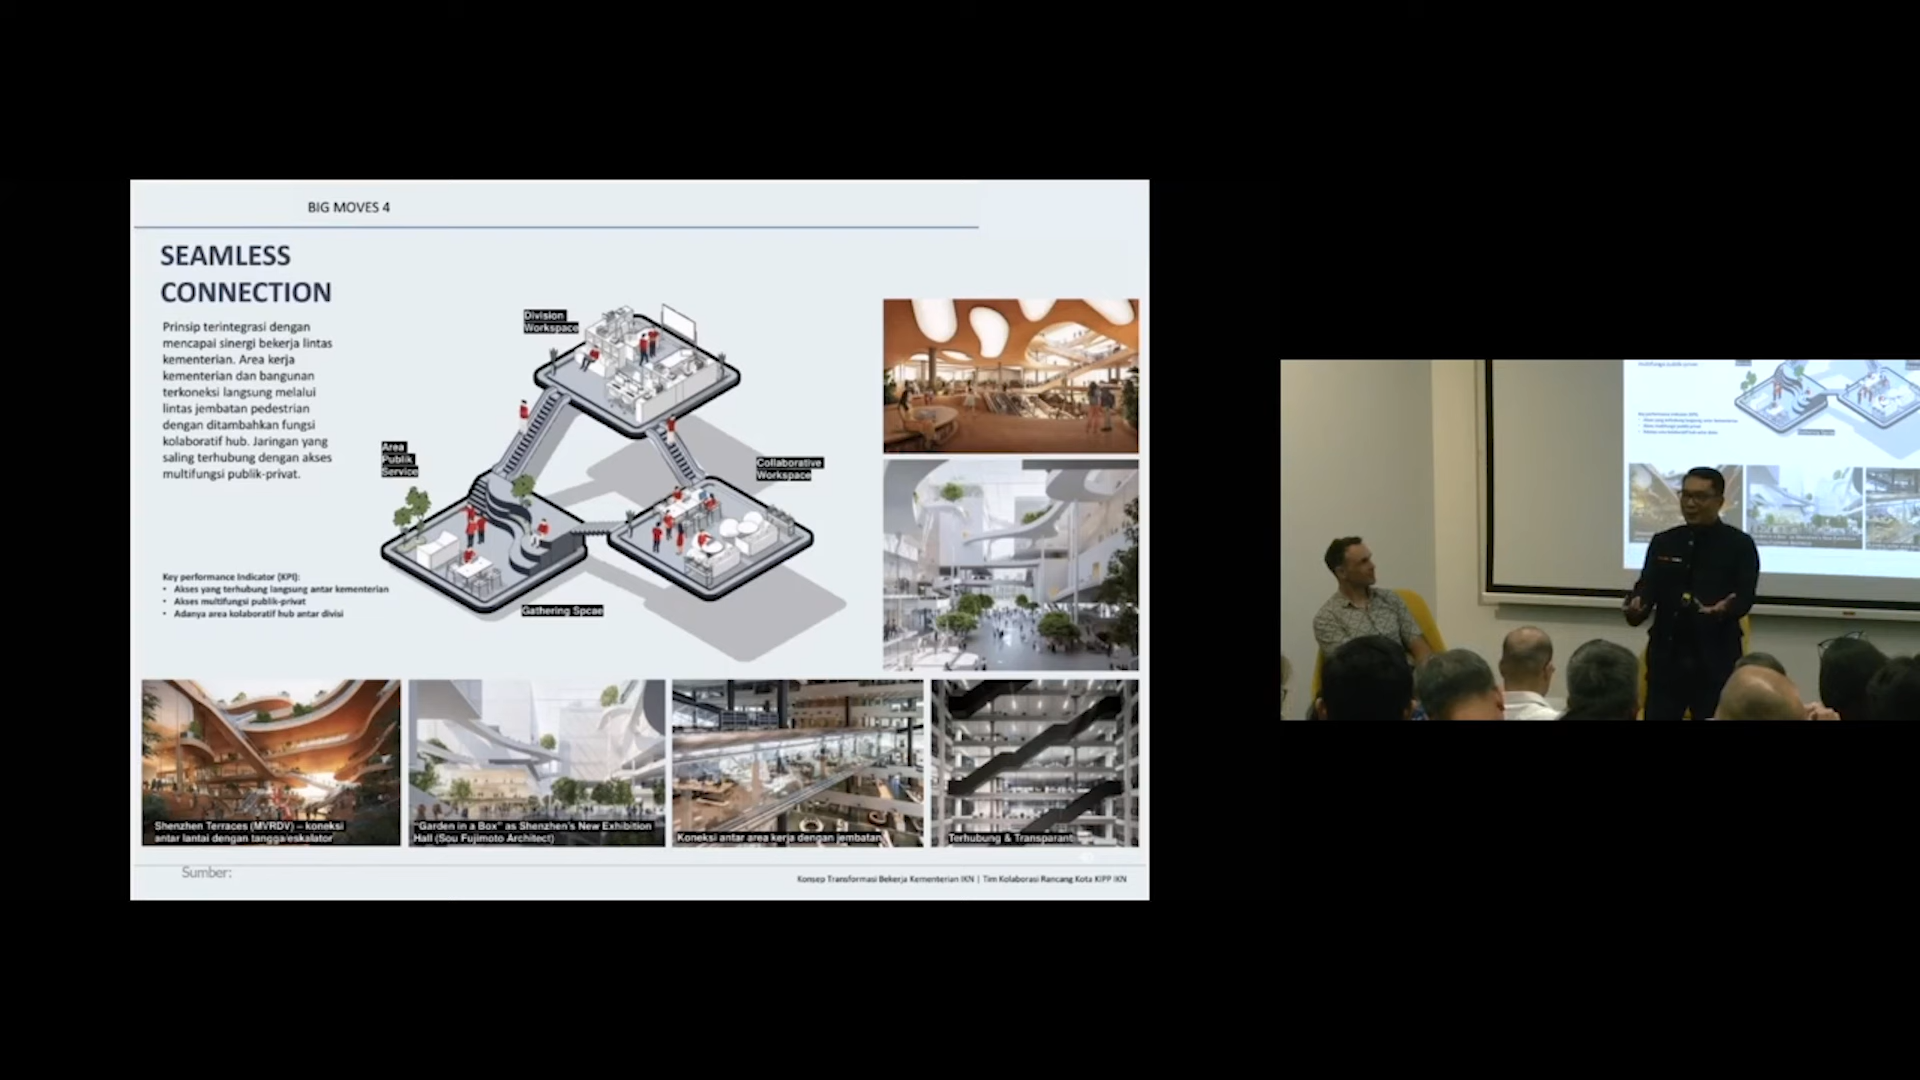 BIG MOVES 4
SEAMLESS
CONNECTION
Prinsip terintegrasi dengan
mencapai sinergi bekerja lintas
kementerian. Area kerja
kementerian dan bangunan
terkoneksi langsung melalui
lintas jembatan pedestrian
dengan ditambahkan fungsi
kolaboratif hub. Jaringan yang
saling terhubung dengan akses
multifungsi publik-privat.
Key performance Indicator (KPI):
• Akses yang terhubung langsung antar kementerian
• Akses multifungsi publik-privat
• Adanya area kolaboratif hub antar divisi
Division
Workspace
Area
Publik
Service
Collaborative
Workspace
Gathering Spcae
Shenzhen Terraces (MVRDV) – koneksi
antar lantai dengan tangga/eskalator
"Garden in a Box" as Shenzhen's New Exhibition
Hall (Sou Fujimoto Architect)
Koneksi antar area kerja dengan jembatan
Terhubung & Transparant
Sumber:
Konsep Transformasi Bekerja Kementerian IKN | Tim Kolaborasi Rancang Kota KIPP IKN